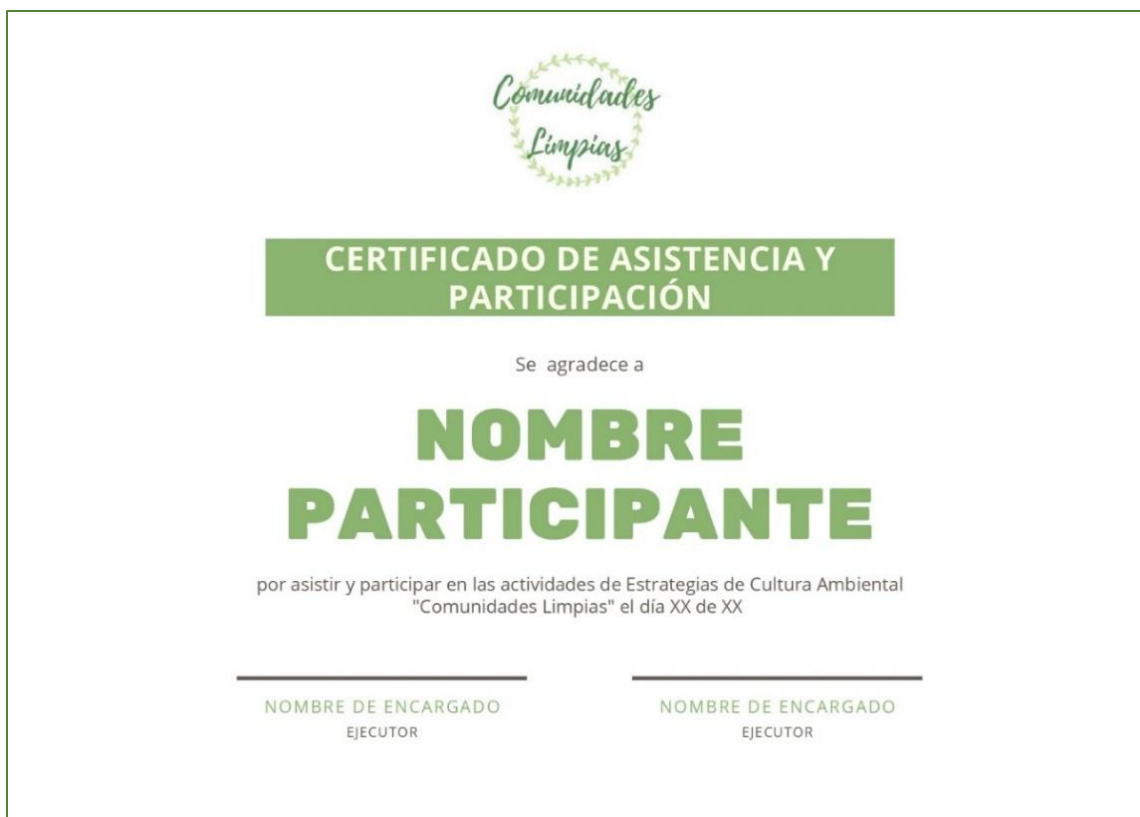 Comunidades
Limpias
CERTIFICADO DE ASISTENCIA Y
PARTICIPACIÓN
Se agradece a
NOMBRE
PARTICIPANTE
por asistir y participar en las actividades de Estrategias de Cultura Ambiental
"Comunidades Limpias" el día XX de XX
NOMBRE DE ENCARGADO
EJECUTOR
NOMBRE DE ENCARGADO
EJECUTOR